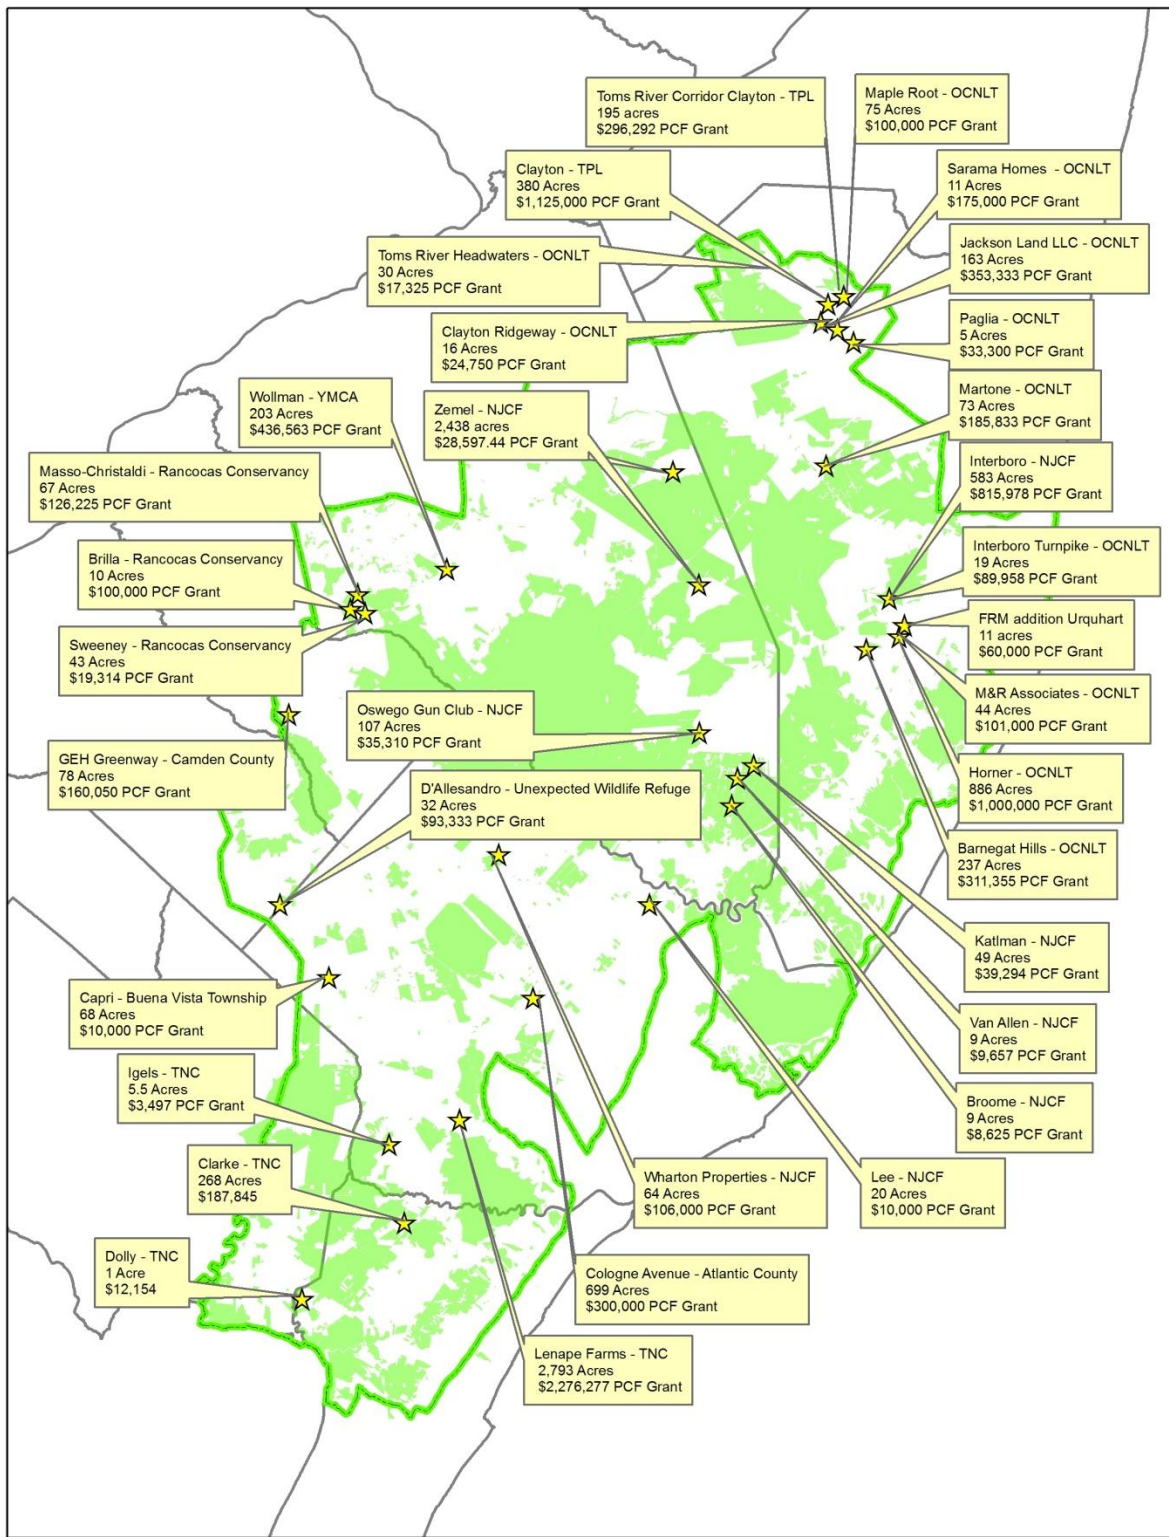 Toms River Corridor Clayton - TPL
195 acres
$296,292 PCF Grant
Maple Root - OCNLT
75 Acres
$100,000 PCF Grant
Clayton - TPL
380 Acres
$1,125,000 PCF Grant
Sarama Homes - OCNLT
11 Acres
$175,000 PCF Grant
Toms River Headwaters - OCNLT
30 Acres
$17,325 PCF Grant
Jackson Land LLC - OCNLT
163 Acres
$353,333 PCF Grant
Clayton Ridgeway - OCNLT
16 Acres
$24,750 PCF Grant
Paglia - OCNLT
5 Acres
$33,300 PCF Grant
Wollman - YMCA
203 Acres
$436,563 PCF Grant
Zemel - NJCF
2,438 acres
$28,597.44 PCF Grant
Martone - OCNLT
73 Acres
$185,833 PCF Grant
Masso-Christaldi - Rancocas Conservancy
67 Acres
$126,225 PCF Grant
Interboro - NJCF
583 Acres
$815,978 PCF Grant
Brilla - Rancocas Conservancy
10 Acres
$100,000 PCF Grant
Interboro Turnpike - OCNLT
19 Acres
$89,958 PCF Grant
Sweeney - Rancocas Conservancy
43 Acres
$19,314 PCF Grant
FRM addition Urquhart
11 acres
$60,000 PCF Grant
Oswego Gun Club - NJCF
107 Acres
$35,310 PCF Grant
M&R Associates - OCNLT
44 Acres
$101,000 PCF Grant
GEH Greenway - Camden County
78 Acres
$160,050 PCF Grant
D'Allesandro - Unexpected Wildlife Refuge
32 Acres
$93,333 PCF Grant
Horner - OCNLT
886 Acres
$1,000,000 PCF Grant
Barnegat Hills - OCNLT
237 Acres
$311,355 PCF Grant
Katlman - NJCF
49 Acres
$39,294 PCF Grant
Capri - Buena Vista Township
68 Acres
$10,000 PCF Grant
Van Allen - NJCF
9 Acres
$9,657 PCF Grant
Igels - TNC
5.5 Acres
$3,497 PCF Grant
Broome - NJCF
9 Acres
$8,625 PCF Grant
Clarke - TNC
268 Acres
$187,845
Wharton Properties - NJCF
64 Acres
$106,000 PCF Grant
Lee - NJCF
20 Acres
$10,000 PCF Grant
Dolly - TNC
1 Acre
$12,154
Cologne Avenue - Atlantic County
699 Acres
$300,000 PCF Grant
Lenape Farms - TNC
2,793 Acres
$2,276,277 PCF Grant